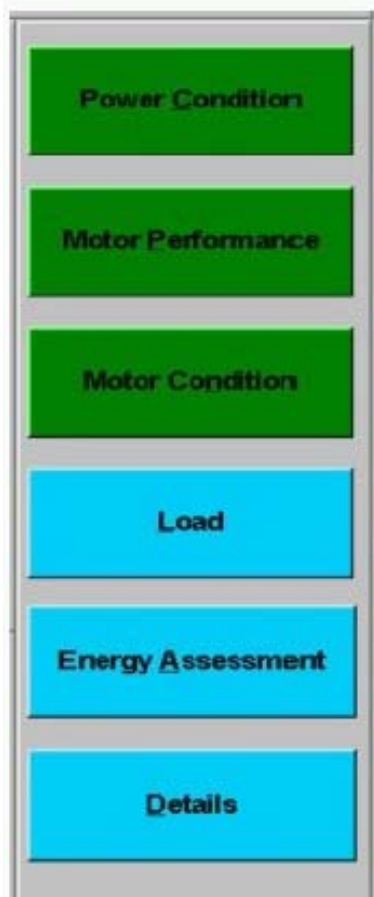 Power Condition
Motor Performance
Motor Condition
Load
Energy Assessment
Details